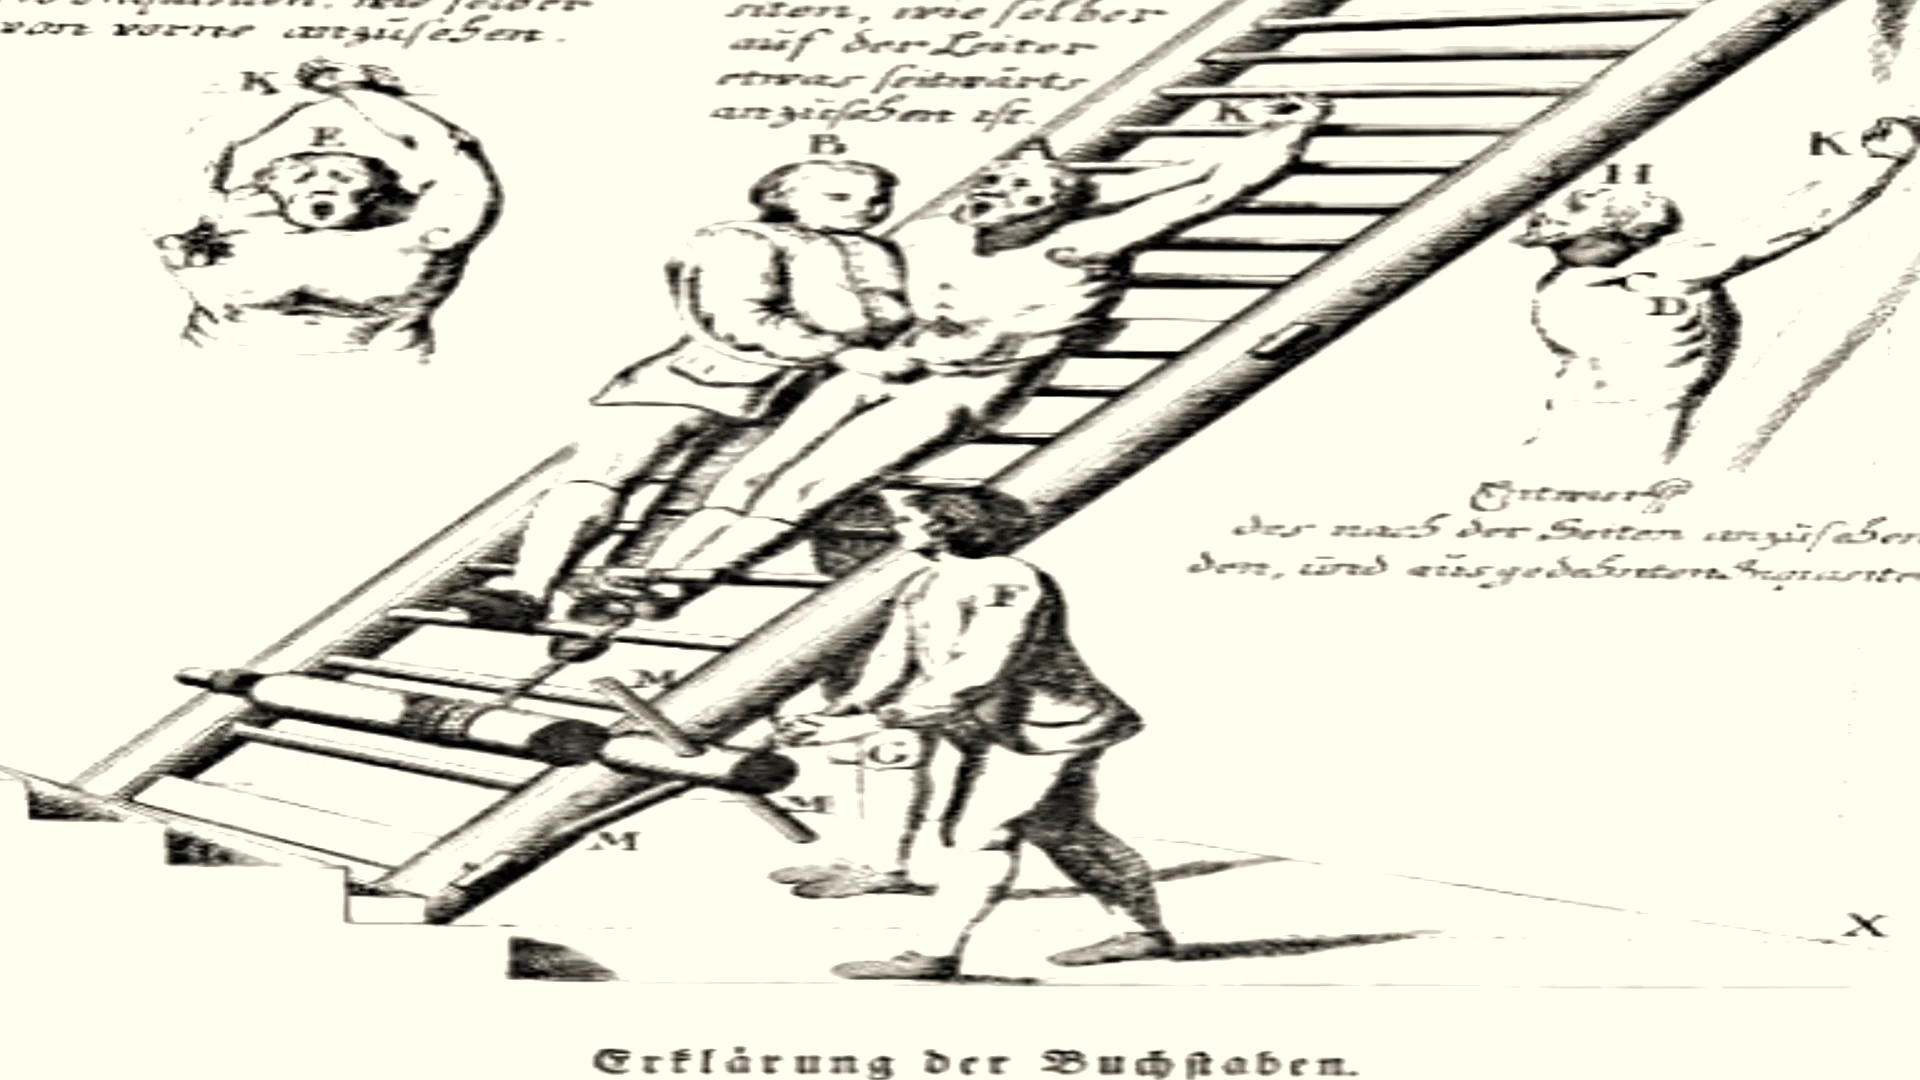 von vorne anzusehen.
siten, wie selber
auf der Leiter
etwas seitwärts
anzusehen ist.
K
E
B
A
K
H
K
C
D
Entwurff
des nach der Seiten anzusehen
den, und ausgedehnten Inquisiten
F
M
G
M
M
X
Erklärung der Buchstaben.